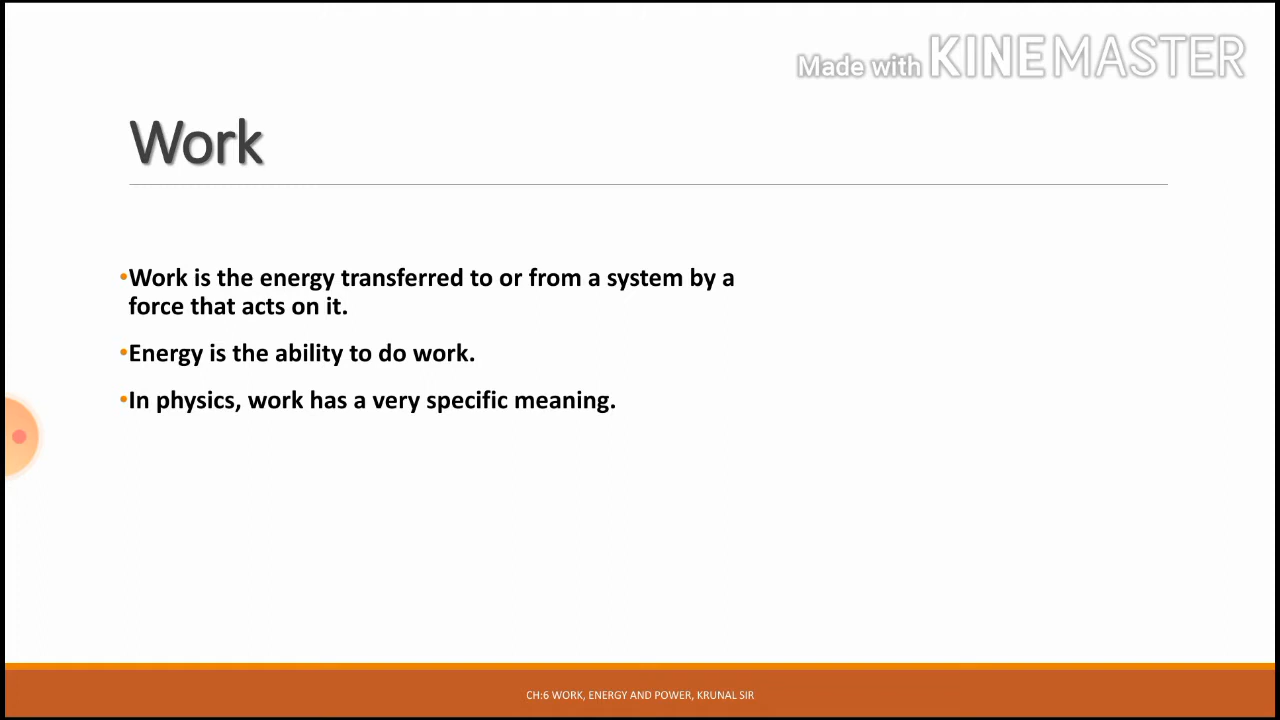 Made with KINEMASTER
Work
•Work is the energy transferred to or from a system by a
force that acts on it.
•Energy is the ability to do work.
•In physics, work has a very specific meaning.
CH:6 WORK, ENERGY AND POWER, KRUNAL SIR